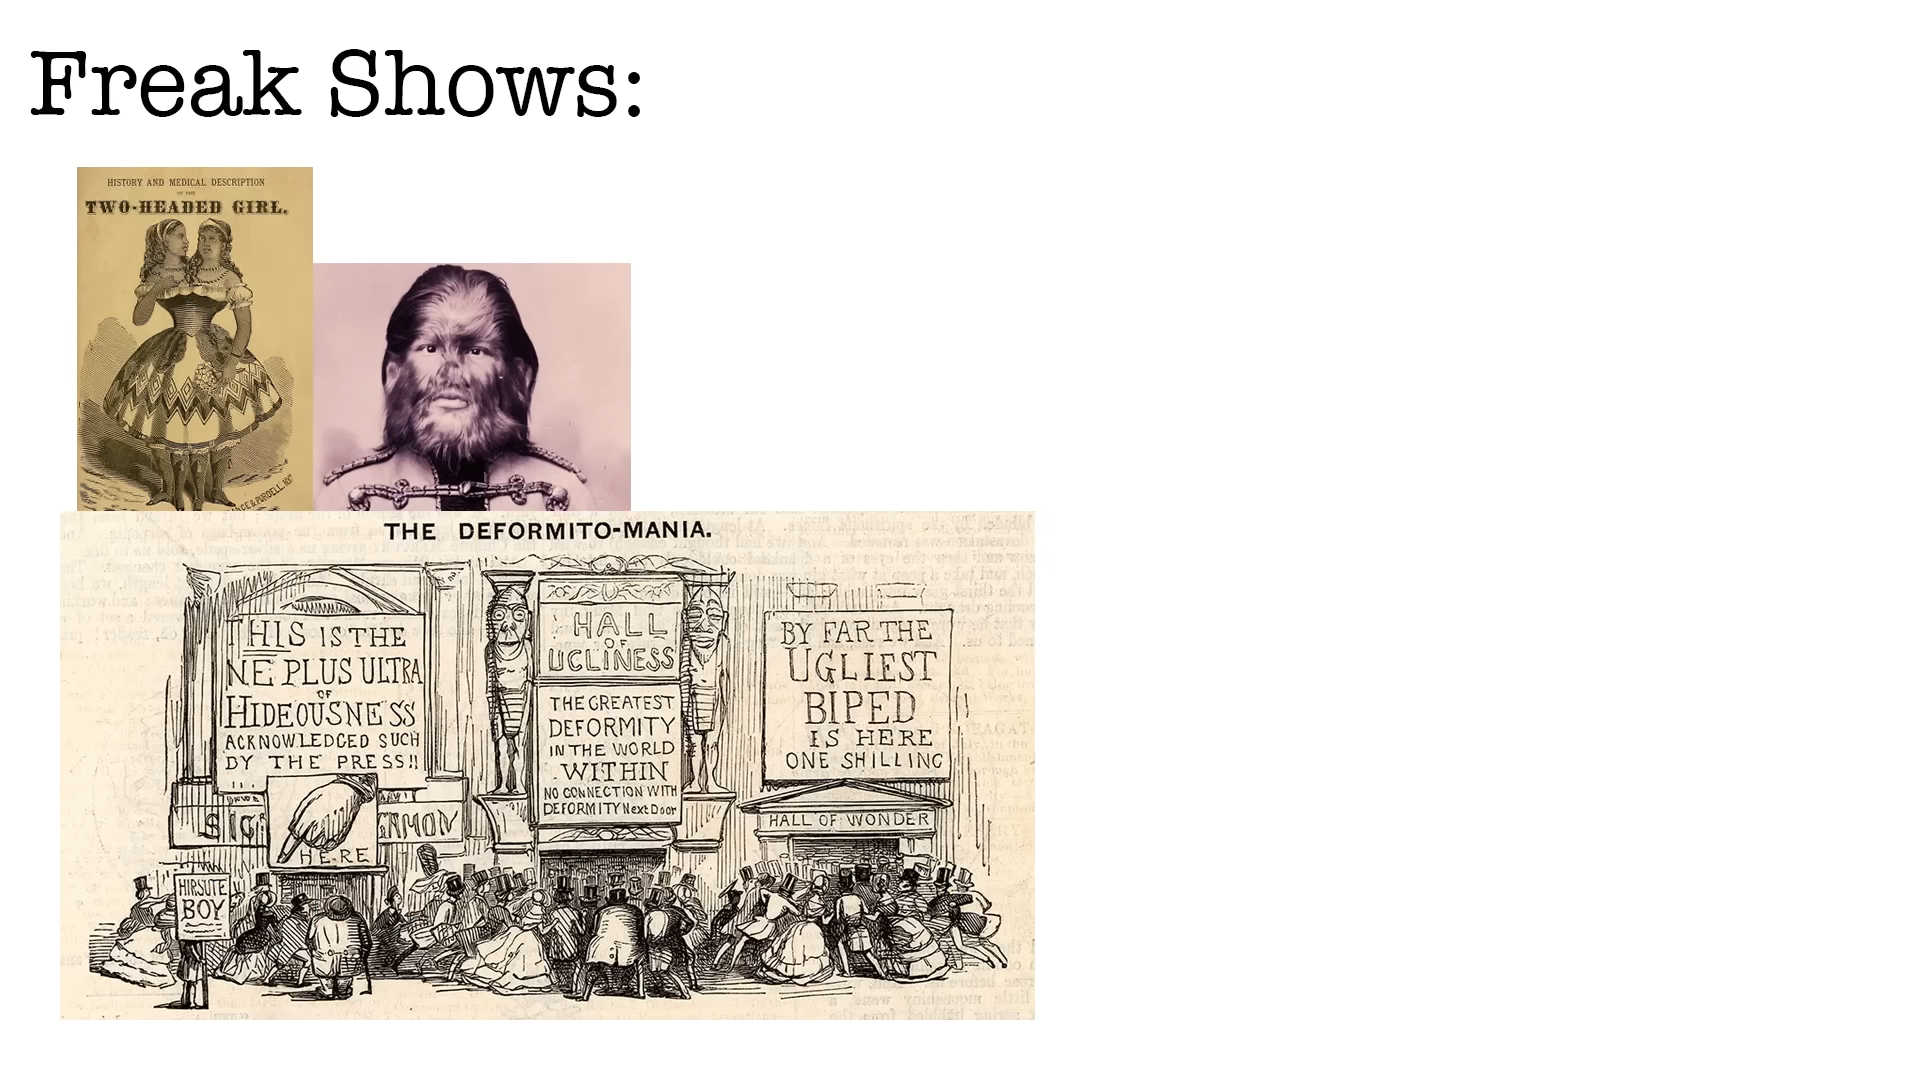 Freak Shows:
HISTORY AND MEDICAL DESCRIPTION
OF THE
TWO-HEADED GIRL.
THE DEFORMITO-MANIA.
THIS IS THE
NE PLUS ULTRA
OF
HIDEOUSNESS
ACKNOWLEDGED SUCH
BY THE PRESS!!
HERE
HIRSUTE
BOY
HALL
OF
UGLINESS
THE GREATEST
DEFORMITY
IN THE WORLD
WITHIN
NO CONNECTION WITH
DEFORMITY Next Door
BY FAR THE
UGLIEST
BIPED
IS HERE
ONE SHILLING
HALL OF WONDER